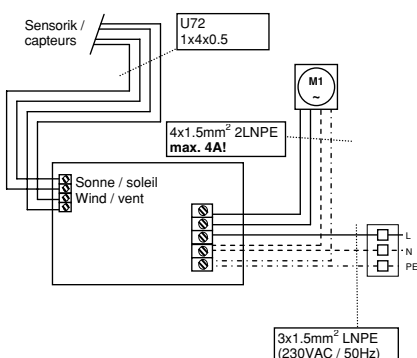 Sensorik /
capteurs
U72
1x4x0.5
M1
~
4x1.5mm² 2LNPE
max. 4A!
Sonne / soleil
Wind / vent
L
N
PE
3x1.5mm² LNPE
(230VAC / 50Hz)